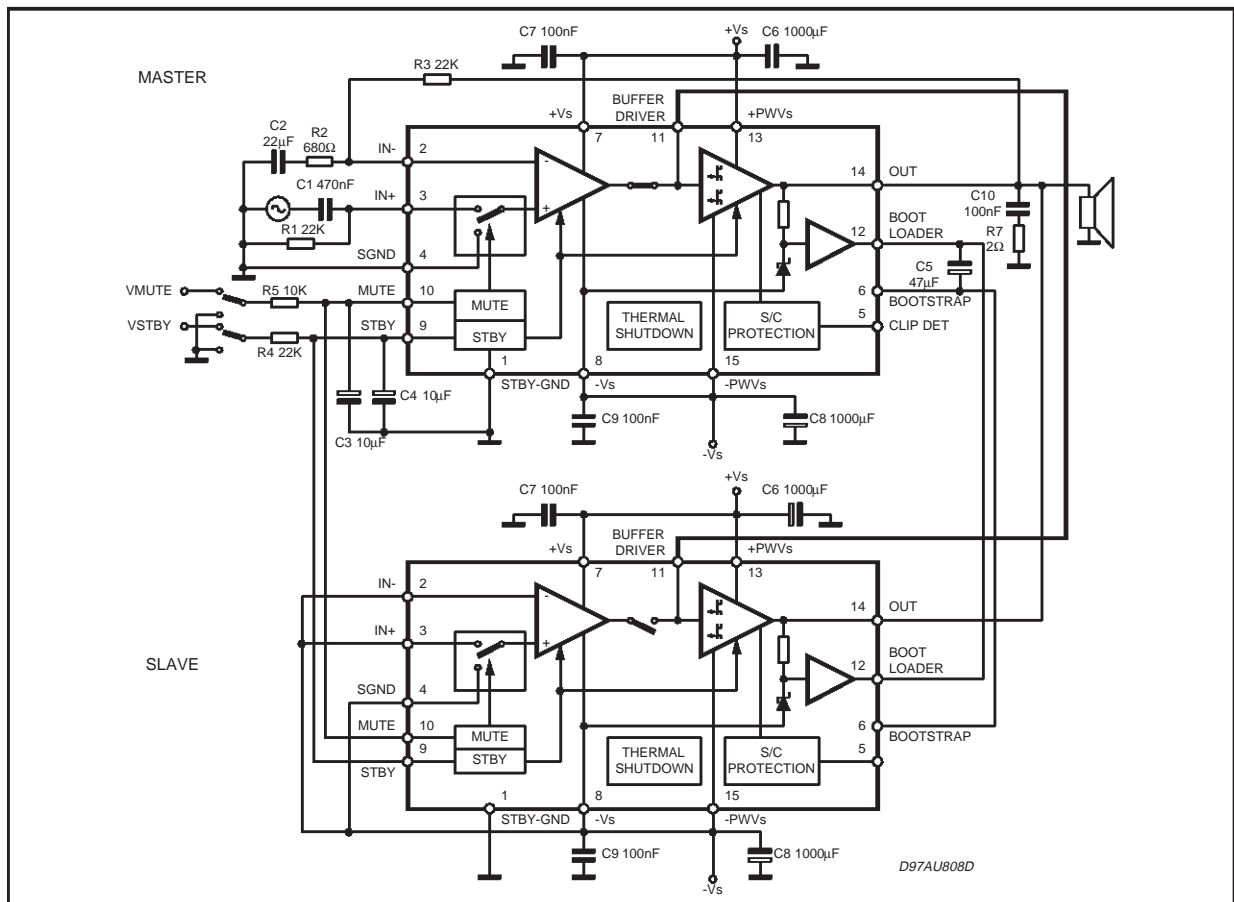 C7 100nF
+Vs
C6 1000µF
MASTER
R3 22K
BUFFER
DRIVER
+Vs
+PWVs
7
11
13
C2
22µF
R2
680Ω
IN-
2
-
14
OUT
C1 470nF
IN+
3
+
C10
100nF
R1 22K
BOOT
LOADER
12
R7
2Ω
SGND
4
C5
47µF
VMUTE
R5 10K
MUTE
10
MUTE
6
BOOTSTRAP
VSTBY
STBY
9
STBY
THERMAL
SHUTDOWN
S/C
PROTECTION
5
CLIP DET
R4 22K
1
8
15
STBY-GND
-Vs
-PWVs
C4 10µF
C3 10µF
C9 100nF
C8 1000µF
-Vs
C7 100nF
+Vs
C6 1000µF
BUFFER
DRIVER
+Vs
+PWVs
7
11
13
IN-
2
-
14
OUT
IN+
3
+
SLAVE
BOOT
LOADER
12
SGND
4
MUTE
10
MUTE
6
BOOTSTRAP
9
STBY
STBY
THERMAL
SHUTDOWN
S/C
PROTECTION
5
1
8
15
STBY-GND
-Vs
-PWVs
C9 100nF
C8 1000µF
-Vs
D97AU808D